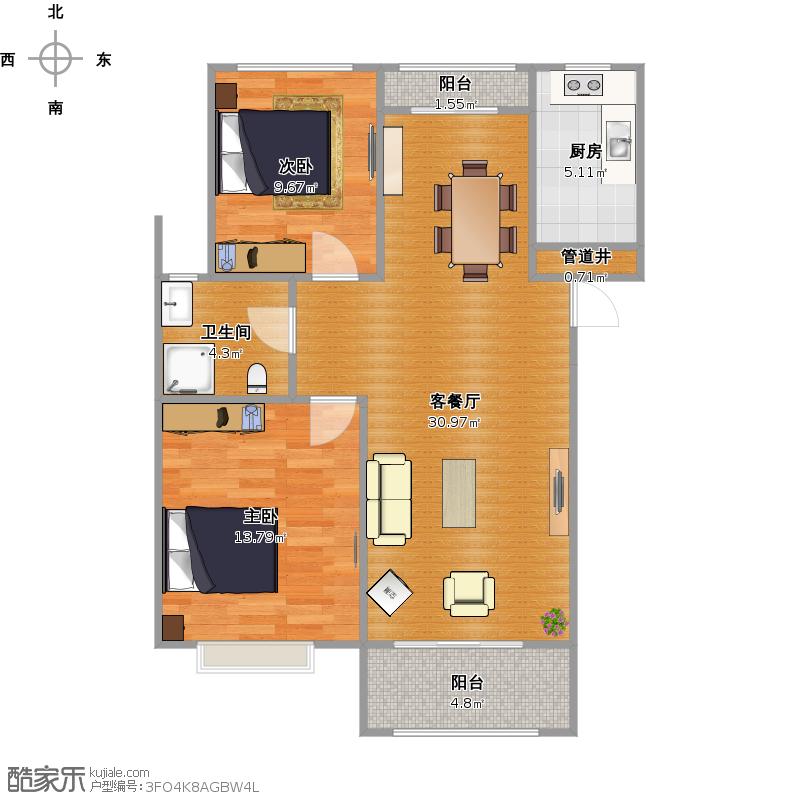 北
西
东
南
阳台
1.55㎡
厨房
5.11㎡
次卧
9.67㎡
管道井
0.71㎡
卫生间
4.3㎡
客餐厅
30.97㎡
主卧
13.79㎡
阳台
4.8㎡
酷家乐 kujiale.com
户型编号：3FO4K8AGBW4L